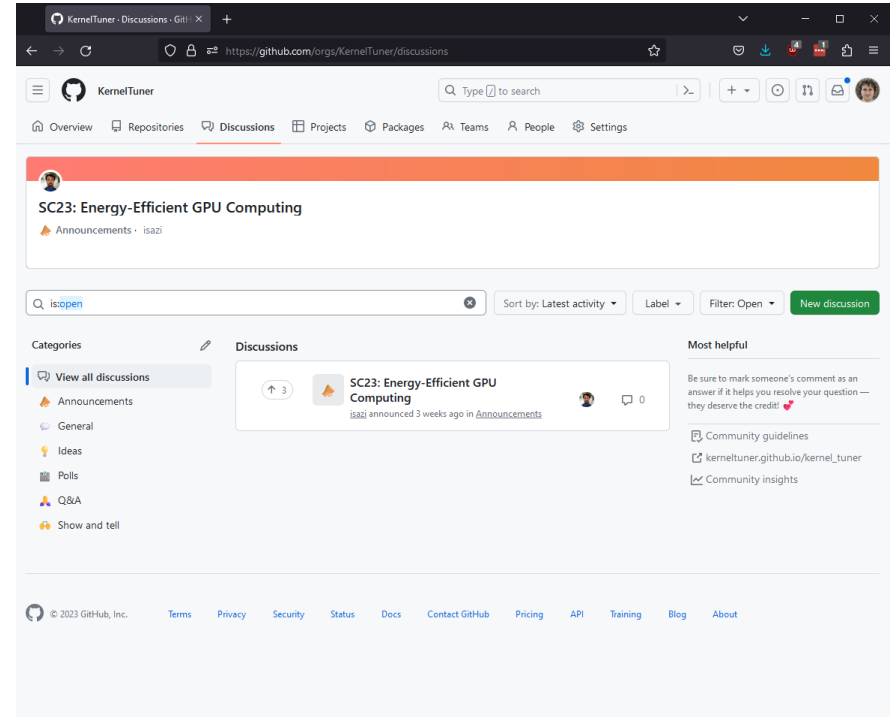 KernelTuner · Discussions · GitH
https://github.com/orgs/KernelTuner/discussions
4
1
KernelTuner
Type / to search
Overview
Repositories
Discussions
Projects
Packages
Teams
People
Settings
SC23: Energy-Efficient GPU Computing
Announcements · isazi
is:open
Sort by: Latest activity
Label
Filter: Open
New discussion
Categories
View all discussions
Announcements
General
Ideas
Polls
Q&A
Show and tell
Discussions
3
SC23: Energy-Efficient GPU
Computing
isazi announced 3 weeks ago in Announcements
0
Most helpful
Be sure to mark someone's comment as an
answer if it helps you resolve your question —
they deserve the credit! 💕
Community guidelines
kerneltuner.github.io/kernel_tuner
Community insights
© 2023 GitHub, Inc.
Terms
Privacy
Security
Status
Docs
Contact GitHub
Pricing
API
Training
Blog
About